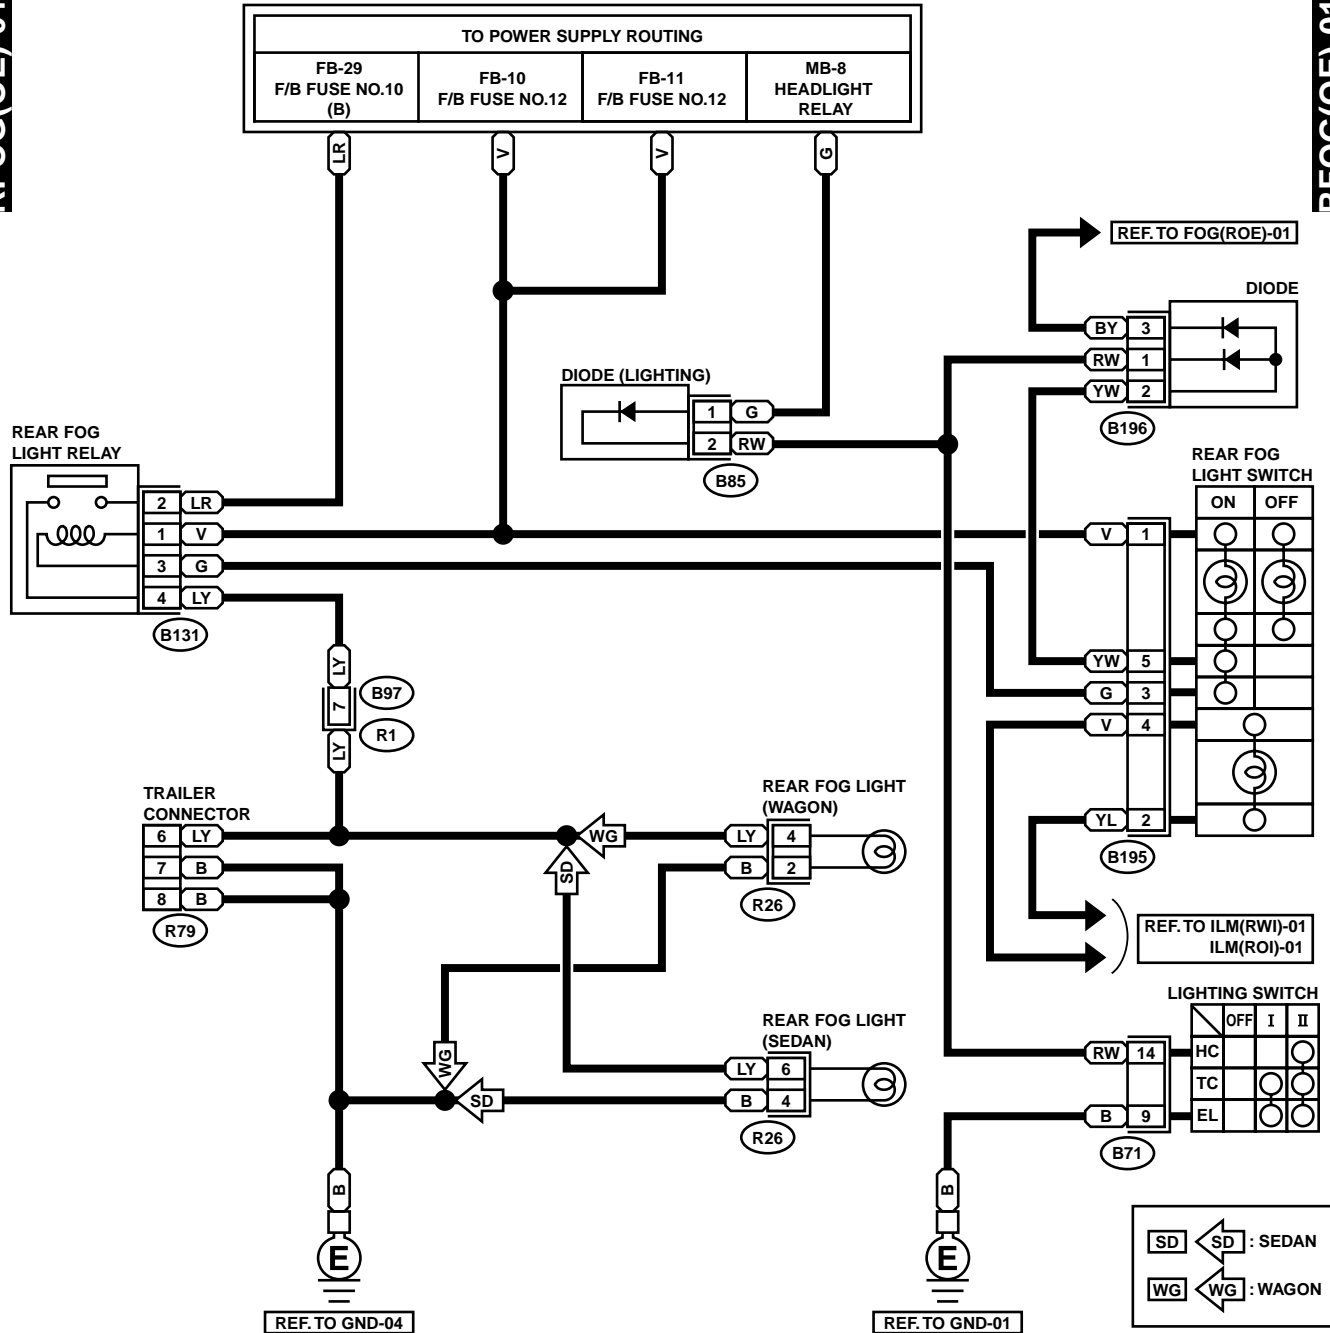 TO POWER SUPPLY ROUTING
FB-29
F/B FUSE NO.10
(B)
FB-10
F/B FUSE NO.12
FB-11
F/B FUSE NO.12
MB-8
HEADLIGHT
RELAY
LR
V
V
G
REF. TO FOG(ROE)-01
DIODE
BY 3
RW 1
YW 2
B196
DIODE (LIGHTING)
1 G
2 RW
B85
REAR FOG
LIGHT RELAY
2 LR
1 V
3 G
4 LY
B131
REAR FOG
LIGHT SWITCH
ON OFF
V 1
YW 5
G 3
V 4
YL 2
B195
LY
7
B97
R1
LY
TRAILER
CONNECTOR
6 LY
7 B
8 B
R79
WG
SD
REAR FOG LIGHT
(WAGON)
LY 4
B 2
R26
REF. TO ILM(RWI)-01
ILM(ROI)-01
REAR FOG LIGHT
(SEDAN)
LY 6
B 4
R26
WG
SD
LIGHTING SWITCH
OFF I II
HC
TC
EL
RW 14
B 9
B71
B
E
REF. TO GND-04
B
E
REF. TO GND-01
SD SD : SEDAN
WG WG : WAGON